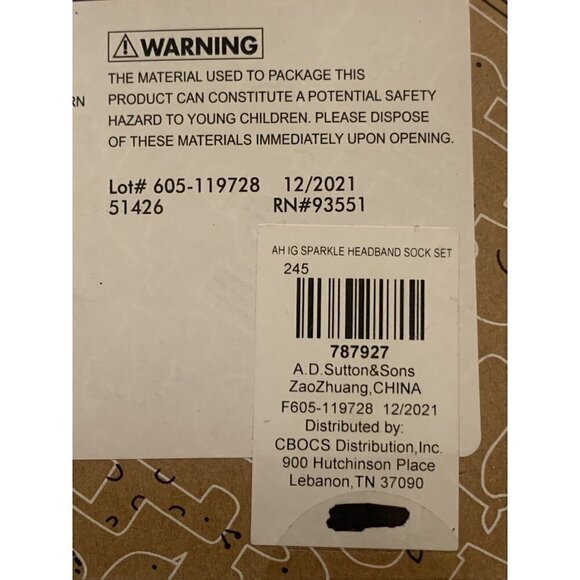 WARNING
THE MATERIAL USED TO PACKAGE THIS
RN
PRODUCT CAN CONSTITUTE A POTENTIAL SAFETY
HAZARD TO YOUNG CHILDREN. PLEASE DISPOSE
OF THESE MATERIALS IMMEDIATELY UPON OPENING.
Lot# 605-119728 12/2021
51426 RN#93551
AH IG SPARKLE HEADBAND SOCK SET
245
787927
A.D.Sutton&Sons
ZaoZhuang,CHINA
F605-119728 12/2021
Distributed by:
CBOCS Distribution,Inc.
900 Hutchinson Place
Lebanon,TN 37090